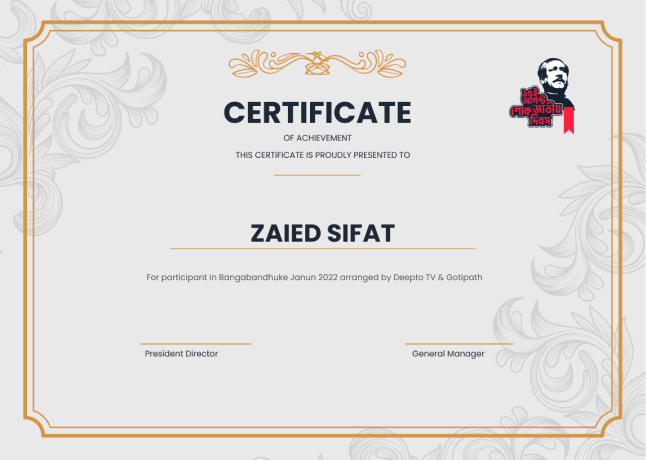 ১৫ই
আগস্ট
জাতীয়
শোক
দিবস
CERTIFICATE
OF ACHIEVEMENT
THIS CERTIFICATE IS PROUDLY PRESENTED TO
ZAIED SIFAT
For participant in Bangabandhuke Janun 2022 arranged by Deepto TV & Gotipath
President Director
General Manager